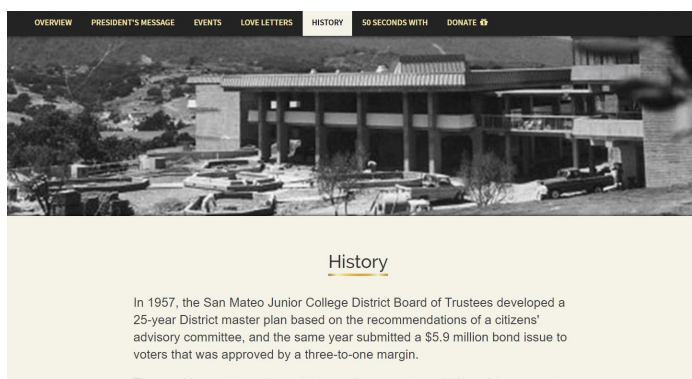 OVERVIEW PRESIDENT'S MESSAGE EVENTS LOVE LETTERS HISTORY 50 SECONDS WITH DONATE
History
In 1957, the San Mateo Junior College District Board of Trustees developed a
25-year District master plan based on the recommendations of a citizens'
advisory committee, and the same year submitted a $5.9 million bond issue to
voters that was approved by a three-to-one margin.